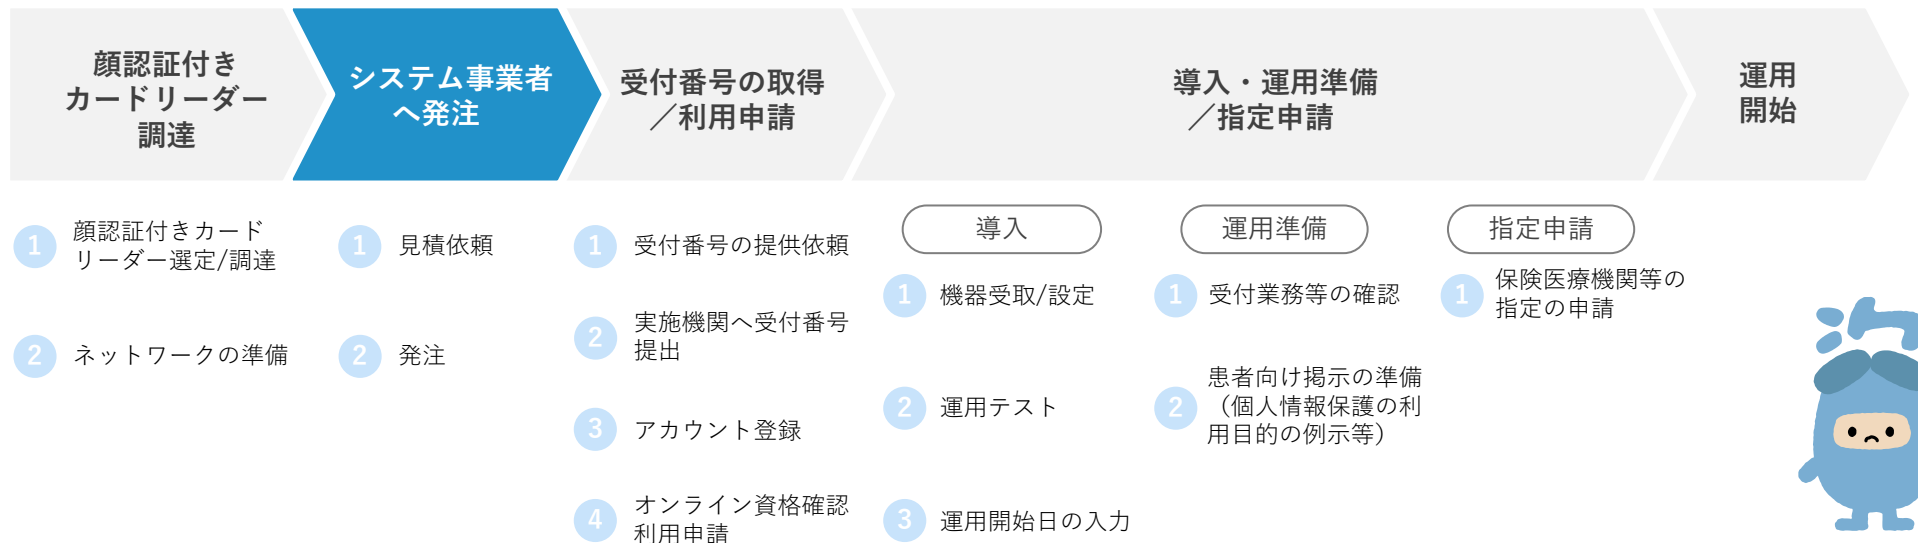 顔認証付き
カードリーダー
調達
システム事業者
へ発注
受付番号の取得
／利用申請
導入・運用準備
／指定申請
運用
開始
1 顔認証付きカード
リーダー選定/調達
2 ネットワークの準備
1 見積依頼
2 発注
1 受付番号の提供依頼
2 実施機関へ受付番号
提出
3 アカウント登録
4 オンライン資格確認
利用申請
導入
1 機器受取/設定
2 運用テスト
3 運用開始日の入力
運用準備
1 受付業務等の確認
2 患者向け掲示の準備
（個人情報保護の利
用目的の例示等）
指定申請
1 保険医療機関等の
指定の申請